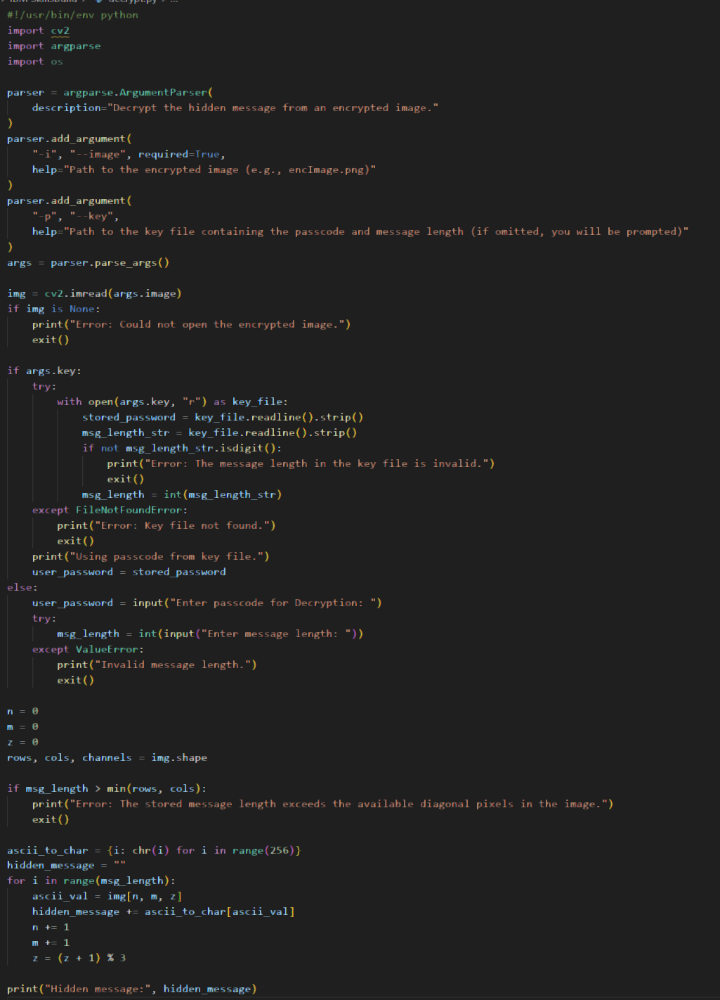 decrypt.py > ...
#!/usr/bin/env python
import cv2
import argparse
import os
parser = argparse.ArgumentParser(
    description="Decrypt the hidden message from an encrypted image."
)
parser.add_argument(
    "-i", "--image", required=True,
    help="Path to the encrypted image (e.g., encImage.png)"
)
parser.add_argument(
    "-p", "--key",
    help="Path to the key file containing the passcode and message length (if omitted, you will be prompted)"
)
args = parser.parse_args()
img = cv2.imread(args.image)
if img is None:
    print("Error: Could not open the encrypted image.")
    exit()
if args.key:
    try:
        with open(args.key, "r") as key_file:
            stored_password = key_file.readline().strip()
            msg_length_str = key_file.readline().strip()
            if not msg_length_str.isdigit():
                print("Error: The message length in the key file is invalid.")
                exit()
            msg_length = int(msg_length_str)
    except FileNotFoundError:
        print("Error: Key file not found.")
        exit()
    print("Using passcode from key file.")
    user_password = stored_password
else:
    user_password = input("Enter passcode for Decryption: ")
    try:
        msg_length = int(input("Enter message length: "))
    except ValueError:
        print("Invalid message length.")
        exit()
n = 0
m = 0
z = 0
rows, cols, channels = img.shape
if msg_length > min(rows, cols):
    print("Error: The stored message length exceeds the available diagonal pixels in the image.")
    exit()
ascii_to_char = {i: chr(i) for i in range(256)}
hidden_message = ""
for i in range(msg_length):
    ascii_val = img[n, m, z]
    hidden_message += ascii_to_char[ascii_val]
    n += 1
    m += 1
    z = (z + 1) % 3
print("Hidden message:", hidden_message)